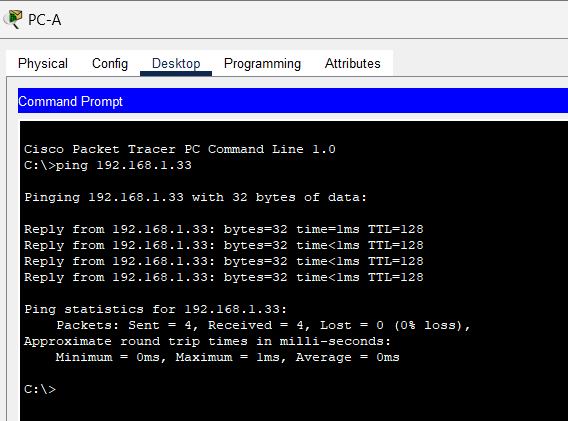 PC-A
Physical Config Desktop Programming Attributes
Command Prompt
Cisco Packet Tracer PC Command Line 1.0
C:\>ping 192.168.1.33
Pinging 192.168.1.33 with 32 bytes of data:
Reply from 192.168.1.33: bytes=32 time=1ms TTL=128
Reply from 192.168.1.33: bytes=32 time<1ms TTL=128
Reply from 192.168.1.33: bytes=32 time<1ms TTL=128
Reply from 192.168.1.33: bytes=32 time<1ms TTL=128
Ping statistics for 192.168.1.33:
    Packets: Sent = 4, Received = 4, Lost = 0 (0% loss),
Approximate round trip times in milli-seconds:
    Minimum = 0ms, Maximum = 1ms, Average = 0ms
C:\>